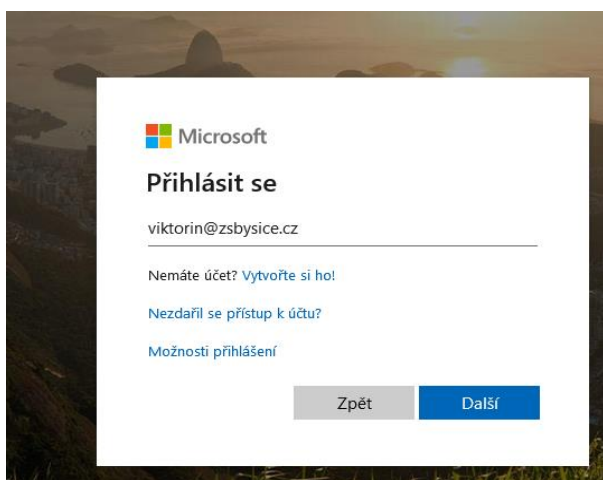 Microsoft
Přihlásit se
viktorin@zsbysice.cz
Nemáte účet? Vytvořte si ho!
Nezdařil se přístup k účtu?
Možnosti přihlášení
Zpět Další